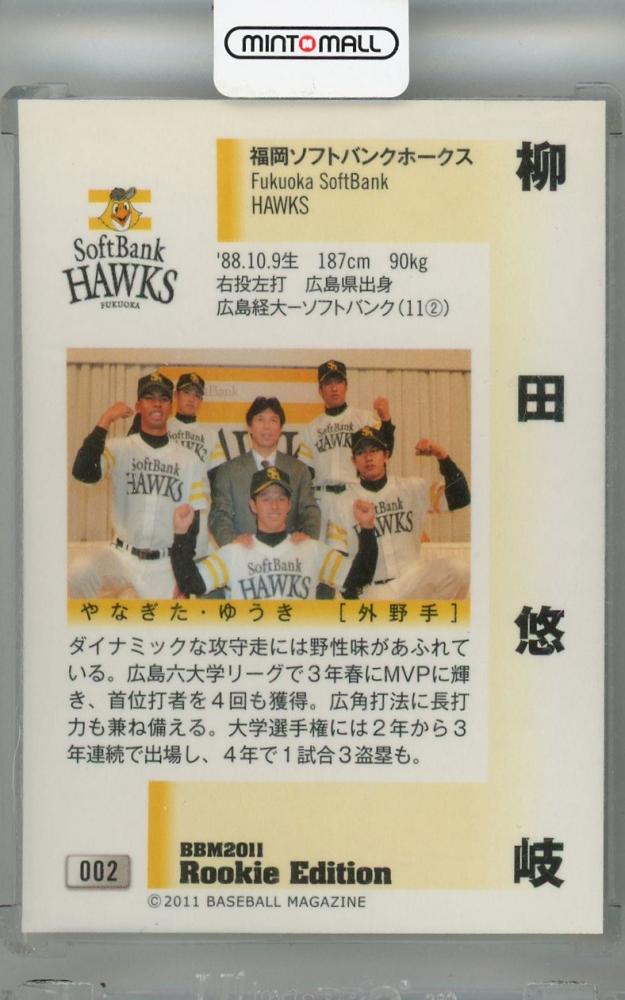 MINTOMALL
福岡ソフトバンクホークス
Fukuoka SoftBank
HAWKS
SoftBank
HAWKS
FUKUOKA
'88.10.9生 187cm 90kg
右投左打 広島県出身
広島経大ーソフトバンク(11②)
柳田悠岐
Bank
SoftBank
HAWKS
SoftBank
HAWKS
SoftBank
HAWKS
やなぎた・ゆうき [外野手]
ダイナミックな攻守走には野性味があふれて
いる。広島六大学リーグで3年春にMVPに輝
き、首位打者を4回も獲得。広角打法に長打
力も兼ね備える。大学選手権には2年から3
年連続で出場し、4年で1試合3盗塁も。
002
BBM2011
Rookie Edition
©2011 BASEBALL MAGAZINE